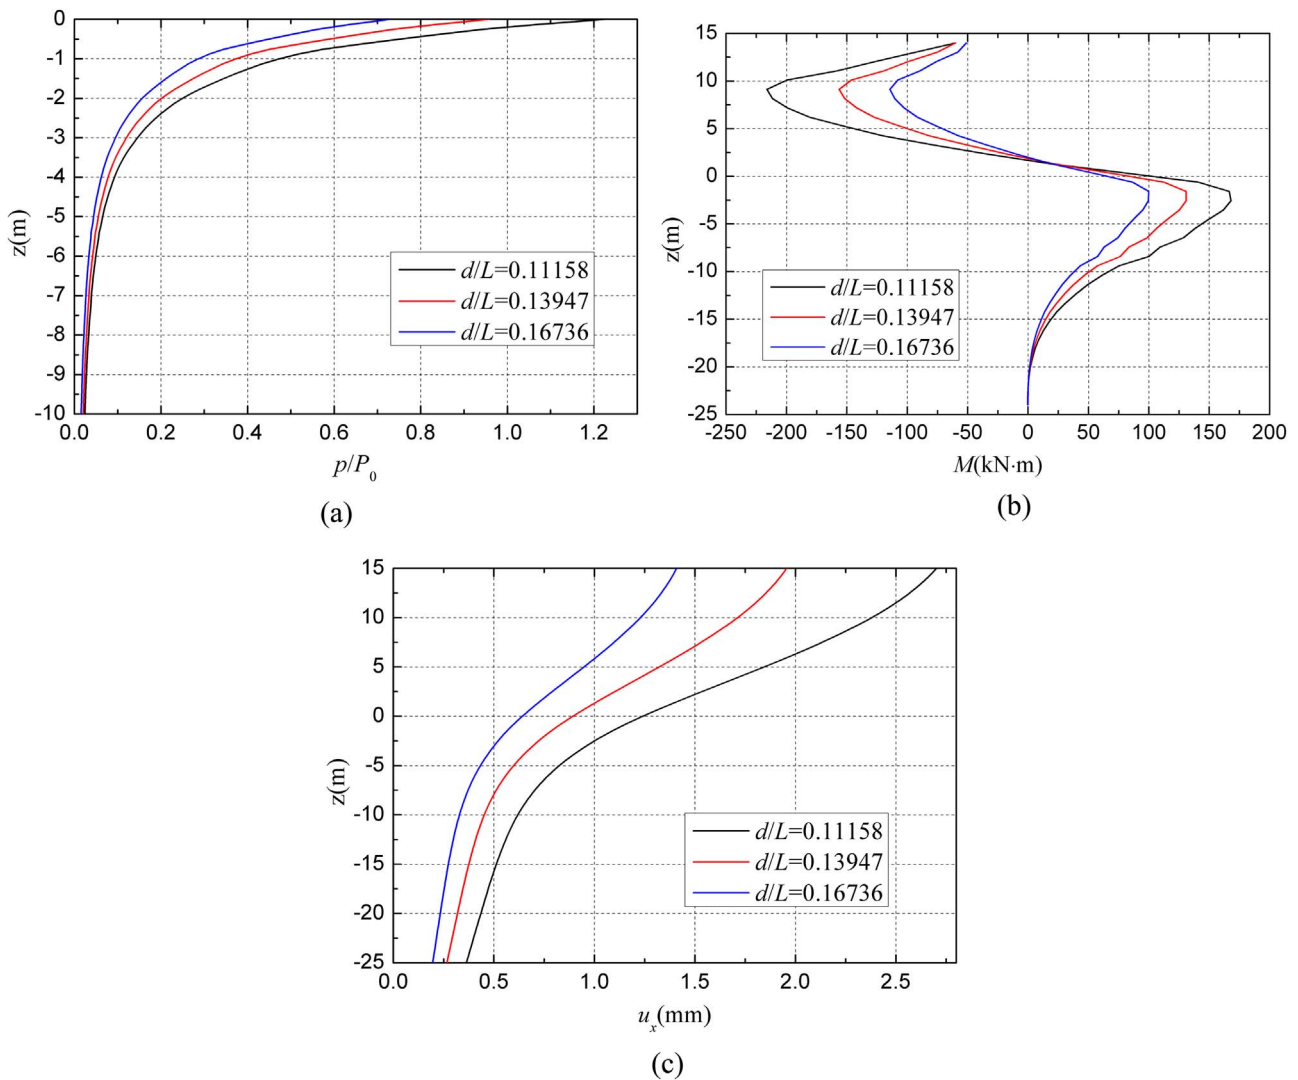 0
-1
-2
-3
-4
-5
-6
-7
-8
-9
-10
z(m)
0.0 0.2 0.4 0.6 0.8 1.0 1.2
p/P0
d/L=0.11158
d/L=0.13947
d/L=0.16736
(a)
15
10
5
0
-5
-10
-15
-20
-25
z(m)
-250 -200 -150 -100 -50 0 50 100 150 200
M(kN·m)
d/L=0.11158
d/L=0.13947
d/L=0.16736
(b)
15
10
5
0
-5
-10
-15
-20
-25
z(m)
0.0 0.5 1.0 1.5 2.0 2.5
ux(mm)
d/L=0.11158
d/L=0.13947
d/L=0.16736
(c)